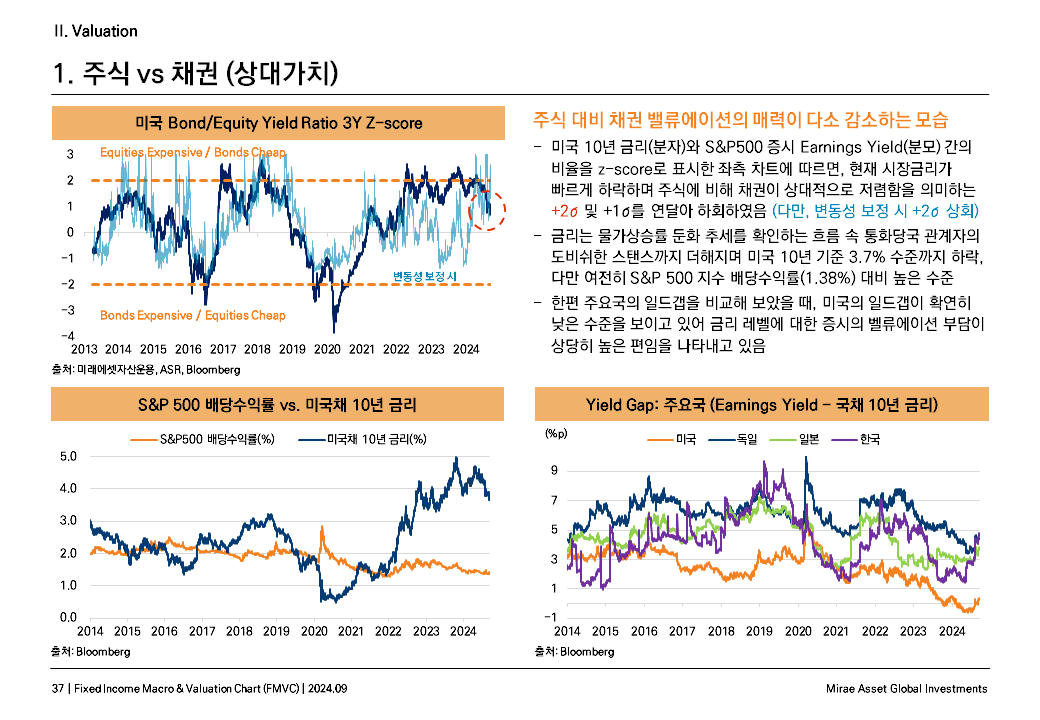 II. Valuation
1. 주식 vs 채권 (상대가치)
미국 Bond/Equity Yield Ratio 3Y Z-score
Equities Expensive / Bonds Cheap
3
2
1
0
-1
-2
-3
-4
변동성 보정 시
Bonds Expensive / Equities Cheap
2013 2014 2015 2016 2017 2018 2019 2020 2021 2022 2023 2024
출처: 미래에셋자산운용, ASR, Bloomberg
주식 대비 채권 밸류에이션의 매력이 다소 감소하는 모습
- 미국 10년 금리(분자)와 S&P500 증시 Earnings Yield(분모) 간의
비율을 z-score로 표시한 좌측 차트에 따르면, 현재 시장금리가
빠르게 하락하며 주식에 비해 채권이 상대적으로 저렴함을 의미하는
+2σ 및 +1σ를 연달아 하회하였음 (다만, 변동성 보정 시 +2σ 상회)
- 금리는 물가상승률 둔화 추세를 확인하는 흐름 속 통화당국 관계자의
도비쉬한 스탠스까지 더해지며 미국 10년 기준 3.7% 수준까지 하락,
다만 여전히 S&P 500 지수 배당수익률(1.38%) 대비 높은 수준
- 한편 주요국의 일드갭을 비교해 보았을 때, 미국의 일드갭이 확연히
낮은 수준을 보이고 있어 금리 레벨에 대한 증시의 벨류에이션 부담이
상당히 높은 편임을 나타내고 있음
S&P 500 배당수익률 vs. 미국채 10년 금리
S&P500 배당수익률(%) 미국채 10년 금리(%)
5.0
4.0
3.0
2.0
1.0
0.0
2014 2015 2016 2017 2018 2019 2020 2021 2022 2023 2024
출처: Bloomberg
Yield Gap: 주요국 (Earnings Yield - 국채 10년 금리)
(%p)
미국 독일 일본 한국
9
7
5
3
1
-1
2014 2015 2016 2017 2018 2019 2020 2021 2022 2023 2024
출처: Bloomberg
37 | Fixed Income Macro & Valuation Chart (FMVC) | 2024.09
Mirae Asset Global Investments